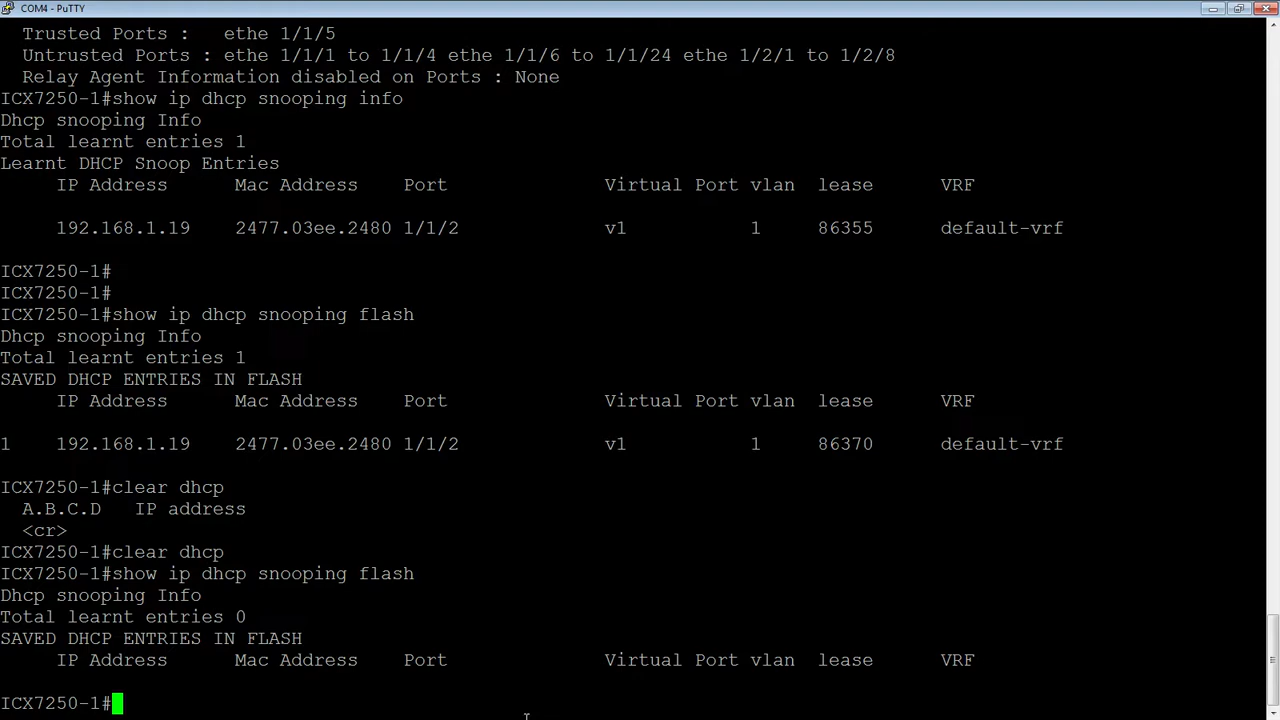 COM4 - PuTTY
Trusted Ports :   ethe 1/1/5
Untrusted Ports : ethe 1/1/1 to 1/1/4 ethe 1/1/6 to 1/1/24 ethe 1/2/1 to 1/2/8
Relay Agent Information disabled on Ports : None
ICX7250-1#show ip dhcp snooping info
Dhcp snooping Info
Total learnt entries 1
Learnt DHCP Snoop Entries
IP Address      Mac Address    Port              Virtual Port vlan  lease      VRF
192.168.1.19    2477.03ee.2480 1/1/2             v1           1     86355      default-vrf
ICX7250-1#
ICX7250-1#
ICX7250-1#show ip dhcp snooping flash
Dhcp snooping Info
Total learnt entries 1
SAVED DHCP ENTRIES IN FLASH
IP Address      Mac Address    Port              Virtual Port vlan  lease      VRF
1    192.168.1.19    2477.03ee.2480 1/1/2             v1           1     86370      default-vrf
ICX7250-1#clear dhcp
A.B.C.D   IP address
<cr>
ICX7250-1#clear dhcp
ICX7250-1#show ip dhcp snooping flash
Dhcp snooping Info
Total learnt entries 0
SAVED DHCP ENTRIES IN FLASH
IP Address      Mac Address    Port              Virtual Port vlan  lease      VRF
ICX7250-1#